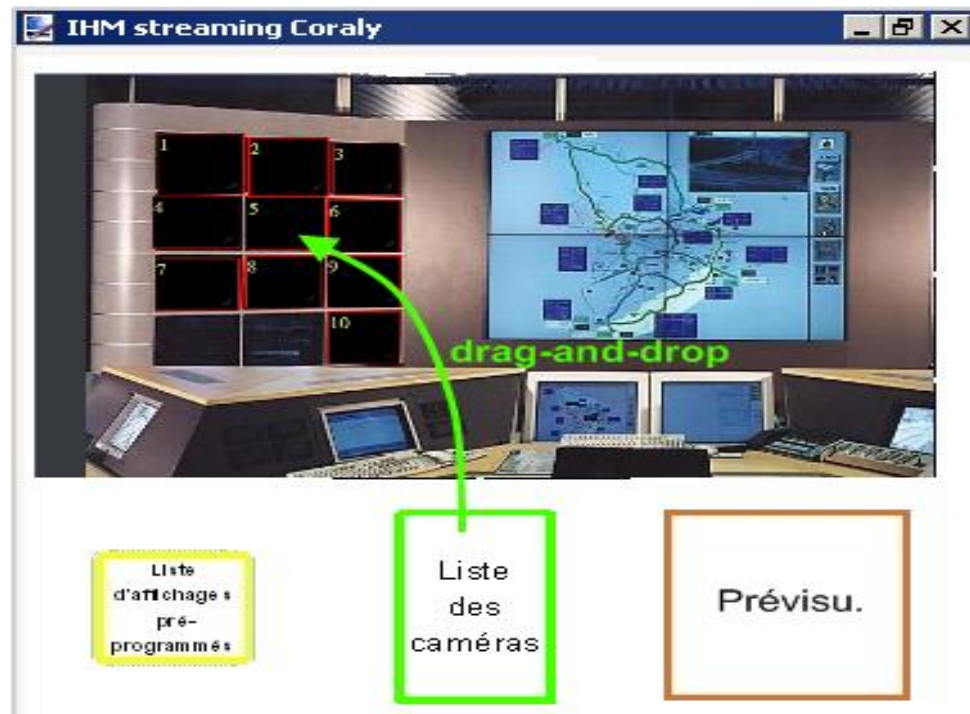 IHM streaming Coraly
1 2 3
4 5 6
7 8 9
10
drag-and-drop
Liste
d'affichages
pré-
programmés
Liste
des
caméras
Prévisu.